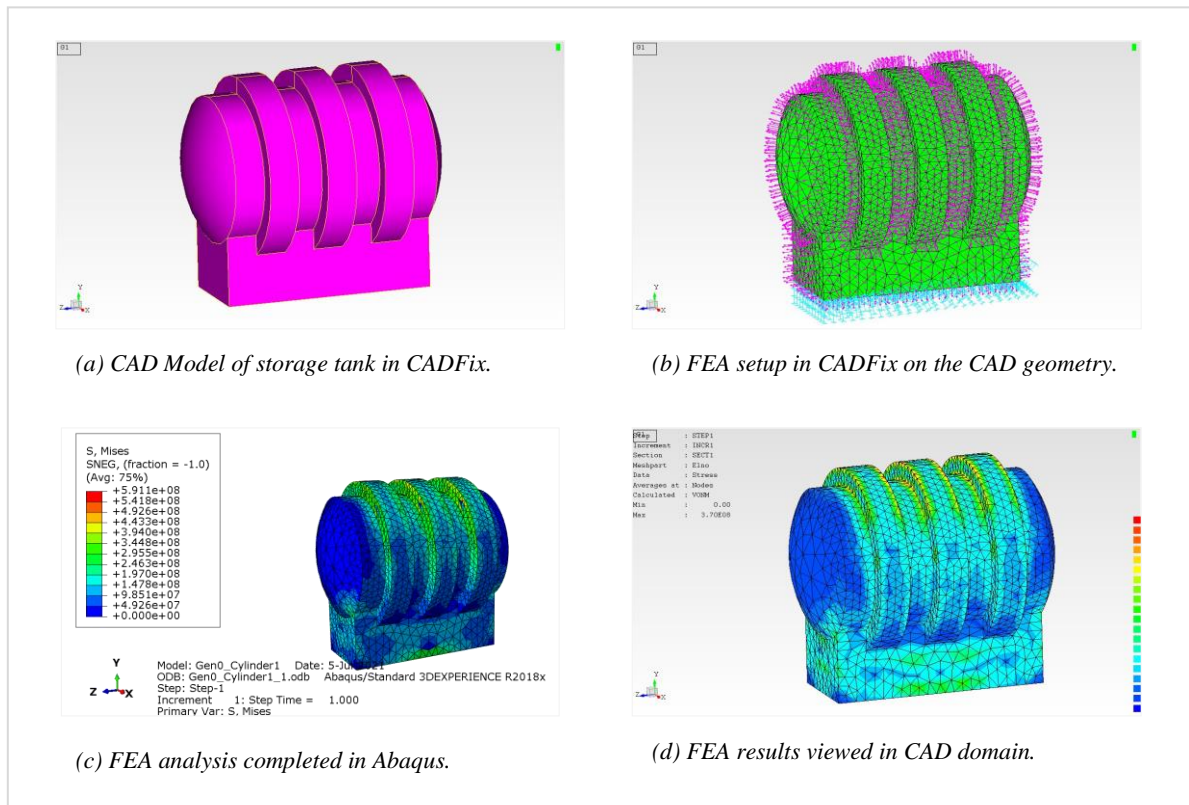 01
Y
Z
X
(a) CAD Model of storage tank in CADFix.
01
Y
Z
X
(b) FEA setup in CADFix on the CAD geometry.
S, Mises
SNEG, (fraction = -1.0)
(Avg: 75%)
+5.911e+08
+5.418e+08
+4.926e+08
+4.433e+08
+3.940e+08
+3.448e+08
+2.955e+08
+2.463e+08
+1.970e+08
+1.478e+08
+9.851e+07
+4.926e+07
+0.000e+00
Y
Z
X
Model: Gen0_Cylinder1 Date: 5-Jul
ODB: Gen0_Cylinder1_1.odb Abaqus/Standard 3DEXPERIENCE R2018x
Step: Step-1
Increment 1: Step Time = 1.000
Primary Var: S, Mises
(c) FEA analysis completed in Abaqus.
: STEP1
Increment : INCR1
Section : SECT1
Meshpart : Elno
Data : Stress
Averages at : Nodes
Calculated : VONM
Min : 0.00
Max : 3.70E08
Y
Z
X
(d) FEA results viewed in CAD domain.